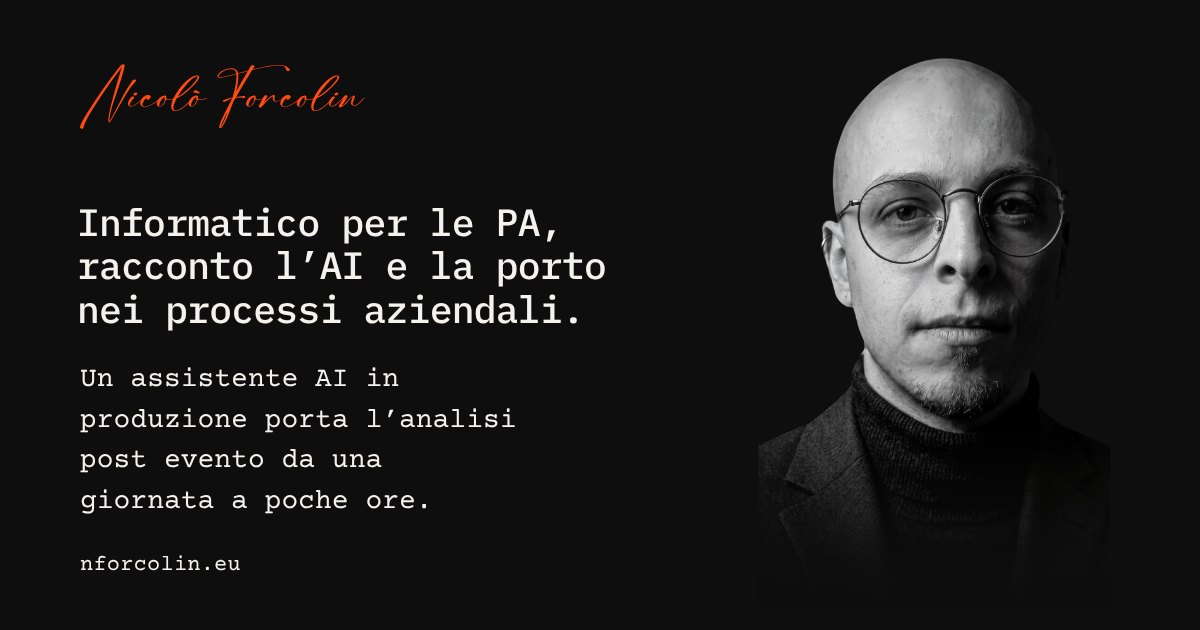 Nicolò Forcolin
Informatico per le PA,
racconto l’AI e la porto
nei processi aziendali.
Un assistente AI in
produzione porta l’analisi
post evento da una
giornata a poche ore.
nforcolin.eu